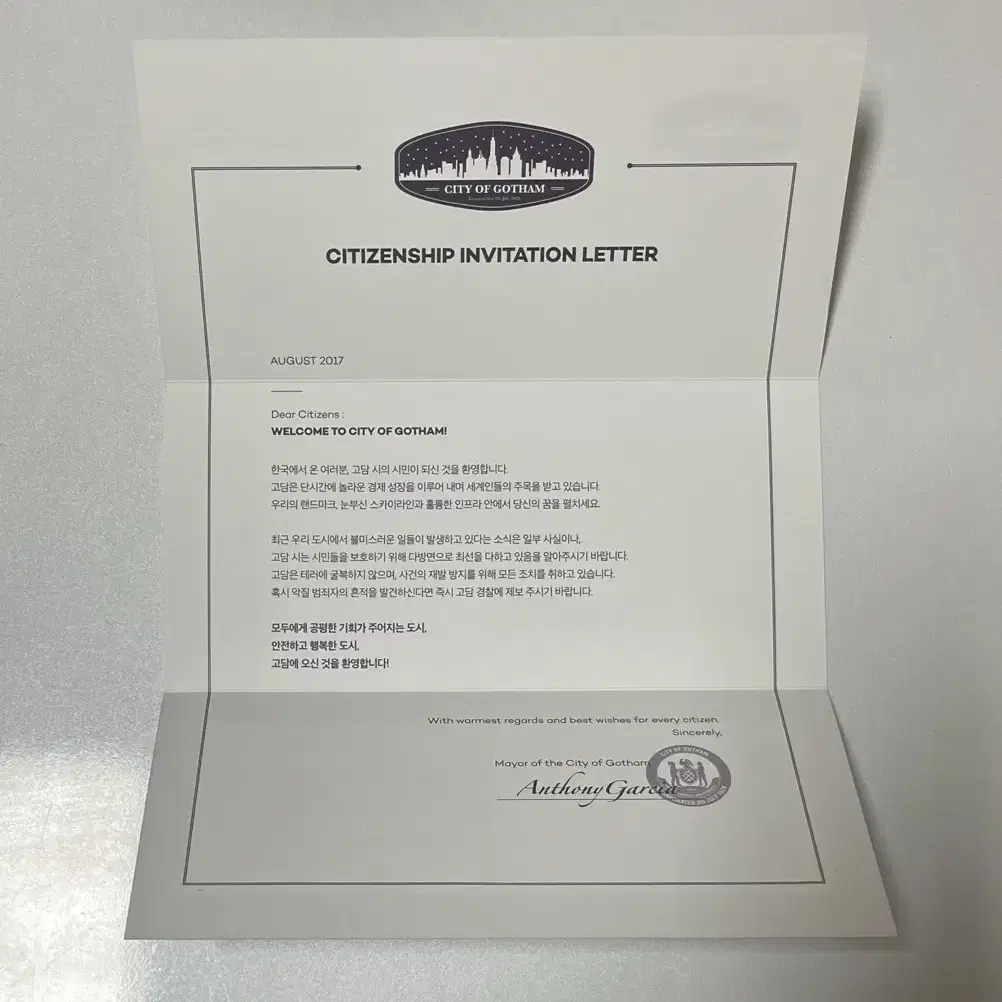 CITY OF GOTHAM
CITIZENSHIP INVITATION LETTER
AUGUST 2017
Dear Citizens :
WELCOME TO CITY OF GOTHAM!
한국에서 온 여러분, 고담 시의 시민이 되신 것을 환영합니다.
고담은 단시간에 놀라운 경제 성장을 이루어 내며 세계인들의 주목을 받고 있습니다.
우리의 랜드마크, 눈부신 스카이라인과 훌륭한 인프라 안에서 당신의 꿈을 펼치세요.
최근 우리 도시에서 불미스러운 일들이 발생하고 있다는 소식은 일부 사실이나,
고담 시는 시민들을 보호하기 위해 다방면으로 최선을 다하고 있음을 알아주시기 바랍니다.
고담은 테러에 굴복하지 않으며, 사건의 재발 방지를 위해 모든 조치를 취하고 있습니다.
혹시 악질 범죄자의 흔적을 발견하신다면 즉시 고담 경찰에 제보 주시기 바랍니다.
모두에게 공평한 기회가 주어지는 도시,
안전하고 행복한 도시,
고담에 오신 것을 환영합니다!
With warmest regards and best wishes for every citizen.
Sincerely,
Mayor of the City of Gotham
Anthony Garcia
CITY OF GOTHAM